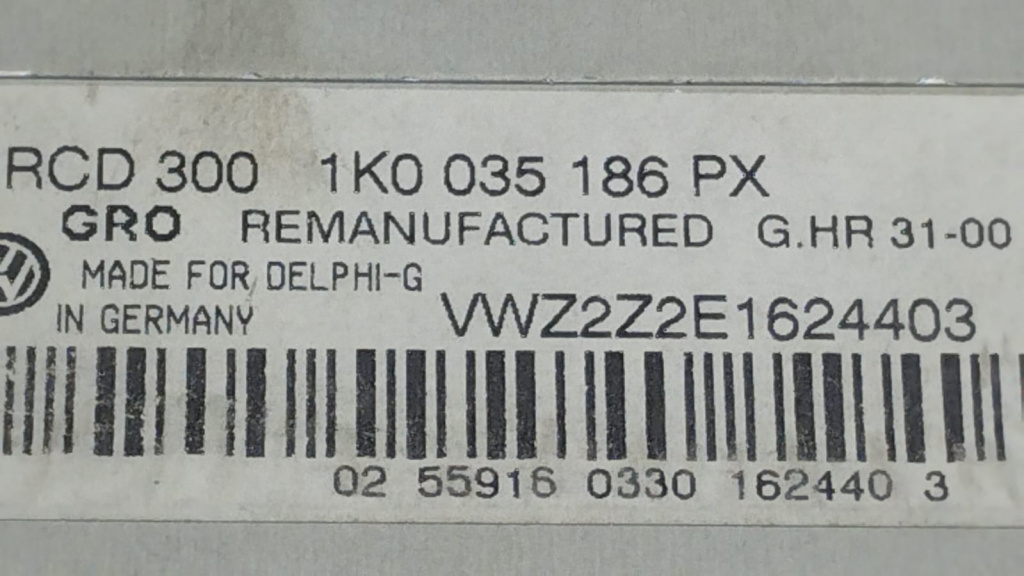 RCD 300 1K0 035 186 PX
GRO REMANUFACTURED G.HR 31-00
MADE FOR DELPHI-G
IN GERMANY VWZ2Z2E1624403
02 55916 0330 162440 3